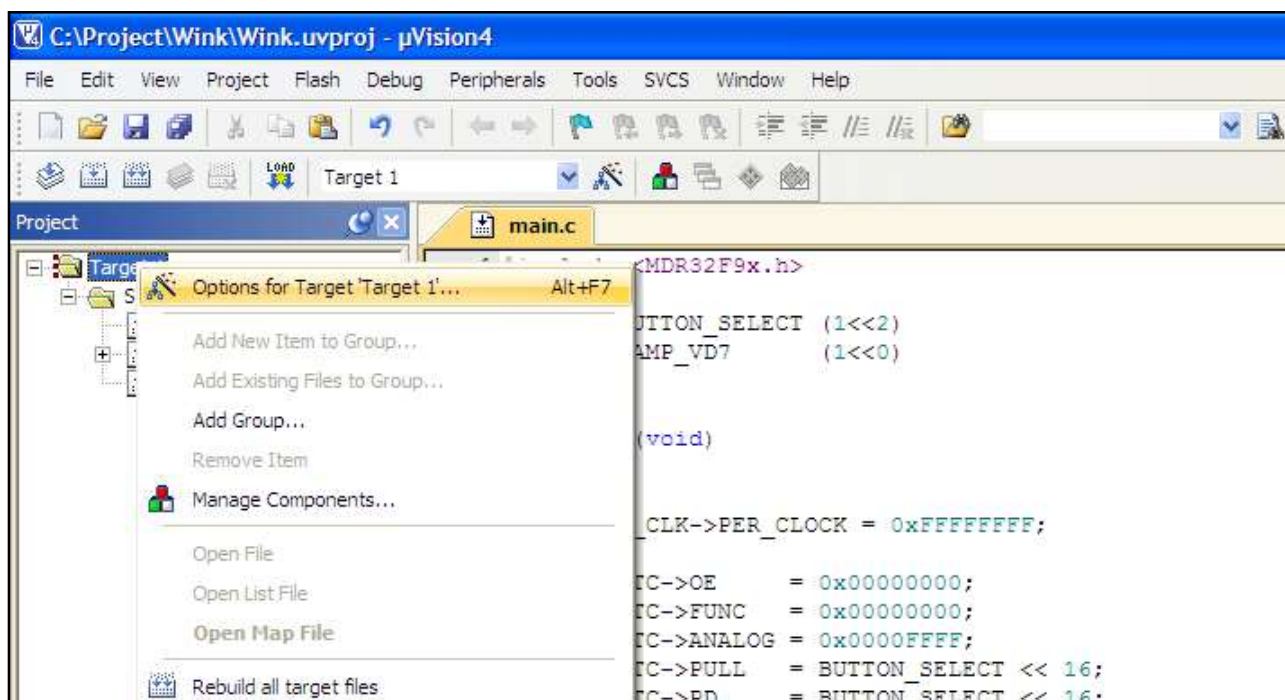 C:\Project\Wink\Wink.uvproj - µVision4
File Edit View Project Flash Debug Peripherals Tools SVCS Window Help
LOAD Target 1
Project
main.c
<MDR32F9x.h>
Options for Target 'Target 1'... Alt+F7
UTTON_SELECT (1<<2)
Add New Item to Group...
AMP_VD7 (1<<0)
Add Existing Files to Group...
Add Group...
(void)
Remove Item
Manage Components...
_CLK->PER_CLOCK = 0xFFFFFFFF;
Open File
TC->OE = 0x00000000;
Open List File
TC->FUNC = 0x00000000;
Open Map File
TC->ANALOG = 0x0000FFFF;
TC->PULL = BUTTON_SELECT << 16;
Rebuild all target files
TC->PD = BUTTON_SELECT << 16;